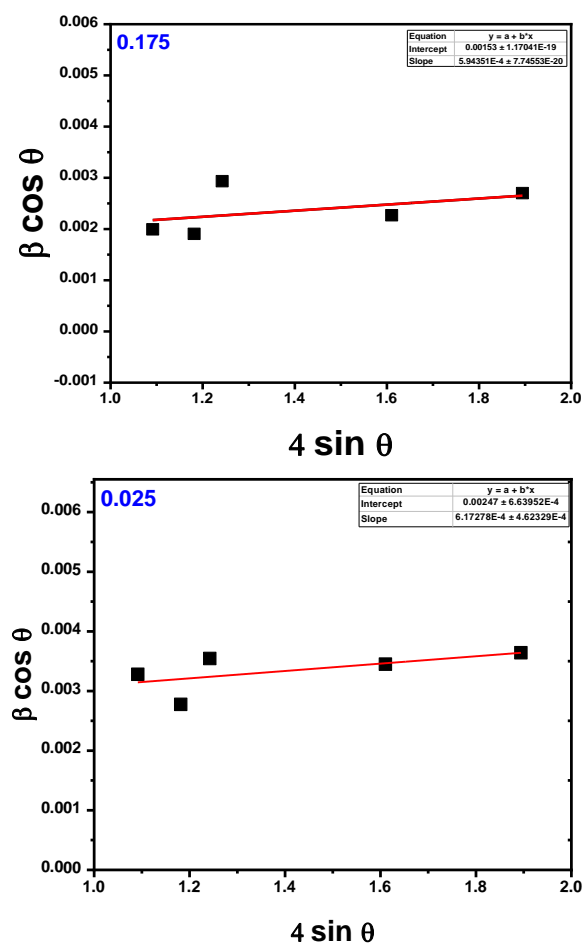 0.175
Equation y = a + b*x
Intercept 0.00153 ± 1.17041E-19
Slope 5.94351E-4 ± 7.74553E-20
0.006
0.005
0.004
0.003
0.002
0.001
0.000
-0.001
β cos θ
1.0 1.2 1.4 1.6 1.8 2.0
4 sin θ
0.025
Equation y = a + b*x
Intercept 0.00247 ± 6.63952E-4
Slope 6.17278E-4 ± 4.62329E-4
0.006
0.005
0.004
0.003
0.002
0.001
0.000
β cos θ
1.0 1.2 1.4 1.6 1.8 2.0
4 sin θ